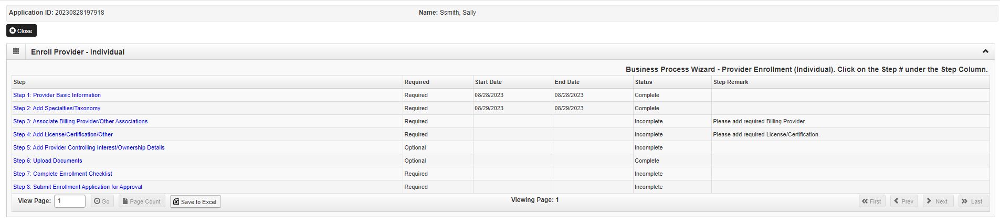 Application ID: 20230828197918 Name: Ssmith, Sally
Close
Enroll Provider - Individual
Business Process Wizard - Provider Enrollment (Individual). Click on the Step # under the Step Column.
Step Required Start Date End Date Status Step Remark
Step 1: Provider Basic Information Required 08/28/2023 08/28/2023 Complete
Step 2: Add Specialties/Taxonomy Required 08/29/2023 08/29/2023 Complete
Step 3: Associate Billing Provider/Other Associations Required Incomplete Please add required Billing Provider.
Step 4: Add License/Certification/Other Required Incomplete Please add required License/Certification.
Step 5: Add Provider Controlling Interest/Ownership Details Optional Incomplete
Step 6: Upload Documents Optional Complete
Step 7: Complete Enrollment Checklist Required Incomplete
Step 8: Submit Enrollment Application for Approval Required Incomplete
View Page: 1 Go Page Count Save to Excel Viewing Page: 1 First Prev Next Last